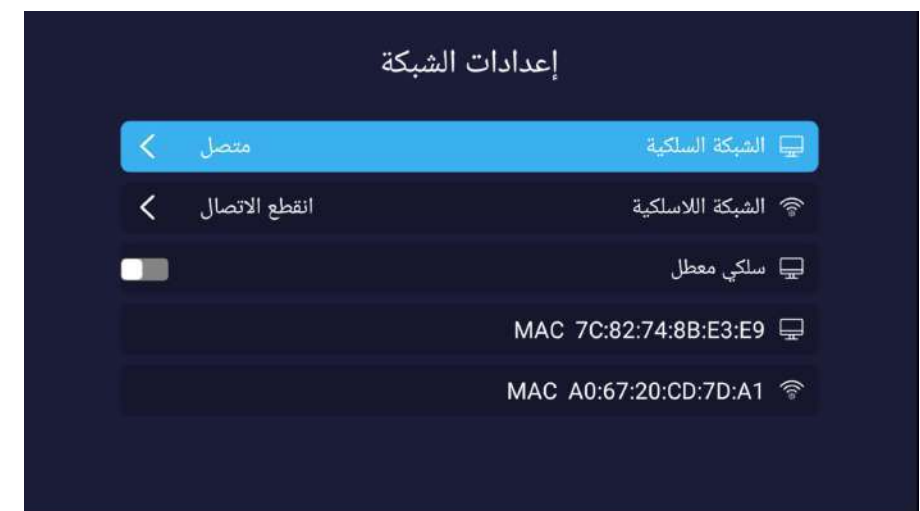 إعدادات الشبكة
الشبكة السلكية متصل
الشبكة اللاسلكية انقطع الاتصال
سلكي معطل
MAC 7C:82:74:8B:E3:E9
MAC A0:67:20:CD:7D:A1